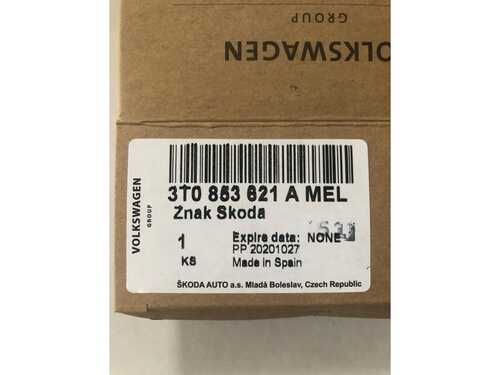 VOLKSWAGEN
GROUP
VOLKSWAGEN
GROUP
3T0 853 621 A MEL
Znak Skoda
1
Expire data: NONE
PP 20201027
KS
Made in Spain
ŠKODA AUTO a.s. Mladá Boleslav, Czech Republic